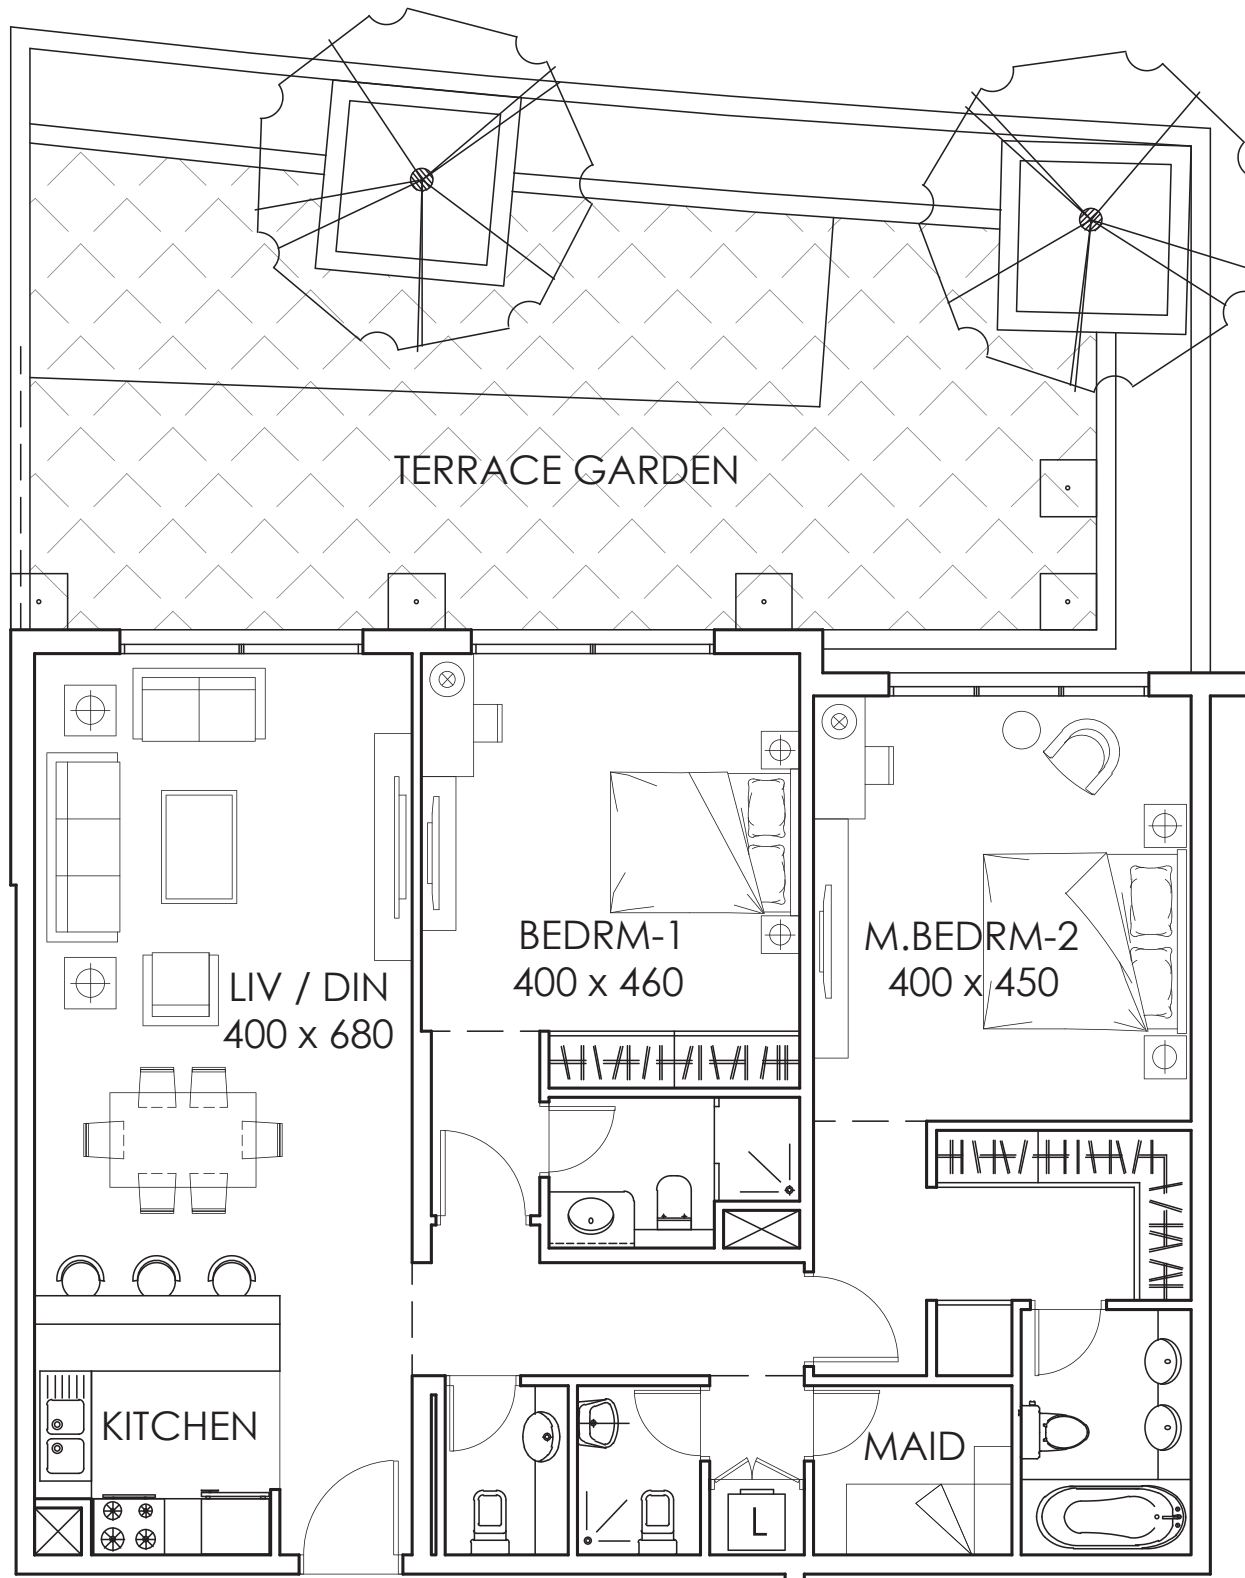 TERRACE GARDEN
BEDRM-1
400 x 460
M.BEDRM-2
400 x 450
LIV / DIN
400 x 680
KITCHEN
MAID
L